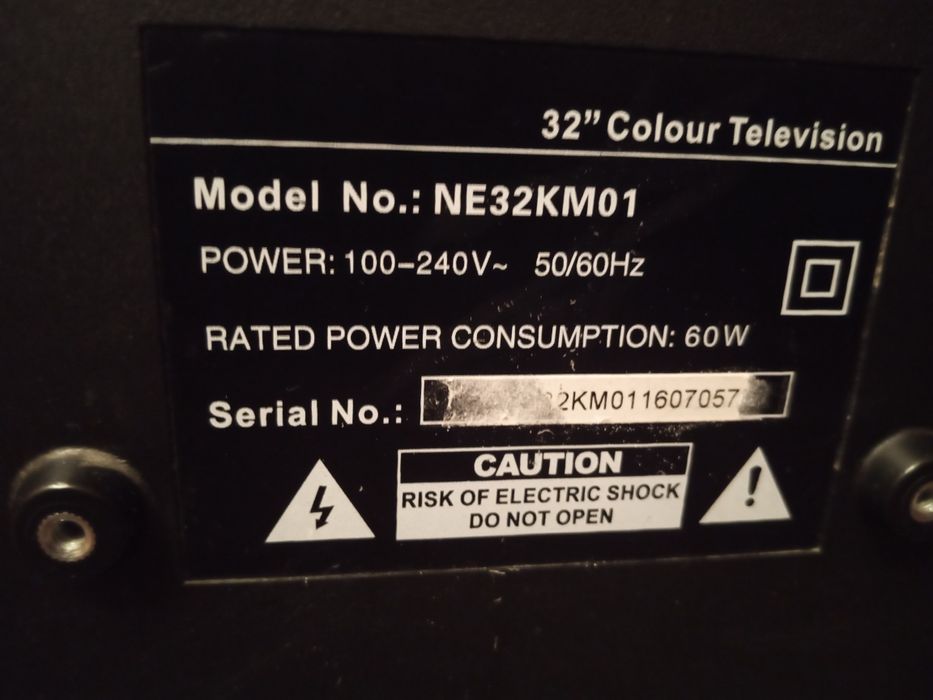 32” Colour Television
Model No.: NE32KM01
POWER: 100–240V~ 50/60Hz
RATED POWER CONSUMPTION: 60W
Serial No.: 2KM011607057
CAUTION
RISK OF ELECTRIC SHOCK
DO NOT OPEN